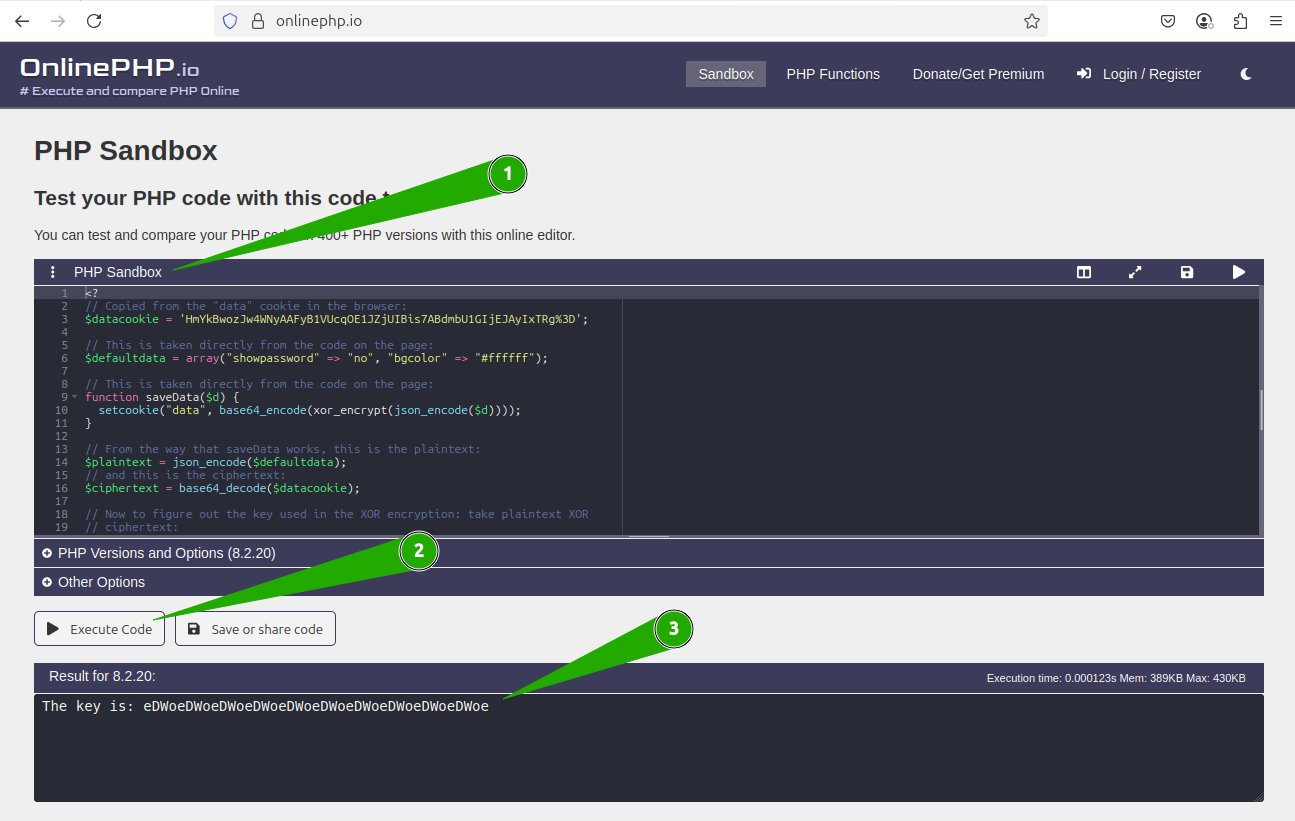 onlinephp.io
OnlinePHP.io
# Execute and compare PHP Online
Sandbox
PHP Functions
Donate/Get Premium
Login / Register
PHP Sandbox
1
Test your PHP code with this code t
You can test and compare your PHP cod 400+ PHP versions with this online editor.
PHP Sandbox
1 <?
2 // Copied from the "data" cookie in the browser:
3 $datacookie = 'HmYkBwozJw4WNyAAFyB1VUcqOE1JZjUIBis7ABdmbU1GIjEJAyIxTRg%3D';
4
5 // This is taken directly from the code on the page:
6 $defaultdata = array("showpassword" => "no", "bgcolor" => "#ffffff");
7
8 // This is taken directly from the code on the page:
9 function saveData($d) {
10   setcookie("data", base64_encode(xor_encrypt(json_encode($d))));
11 }
12
13 // From the way that saveData works, this is the plaintext:
14 $plaintext = json_encode($defaultdata);
15 // and this is the ciphertext:
16 $ciphertext = base64_decode($datacookie);
17
18 // Now to figure out the key used in the XOR encryption: take plaintext XOR
19 // ciphertext:
2
PHP Versions and Options (8.2.20)
Other Options
Execute Code
Save or share code
3
Result for 8.2.20:
Execution time: 0.000123s Mem: 389KB Max: 430KB
The key is: eDWoeDWoeDWoeDWoeDWoeDWoeDWoeDWoeDWoeDWoe